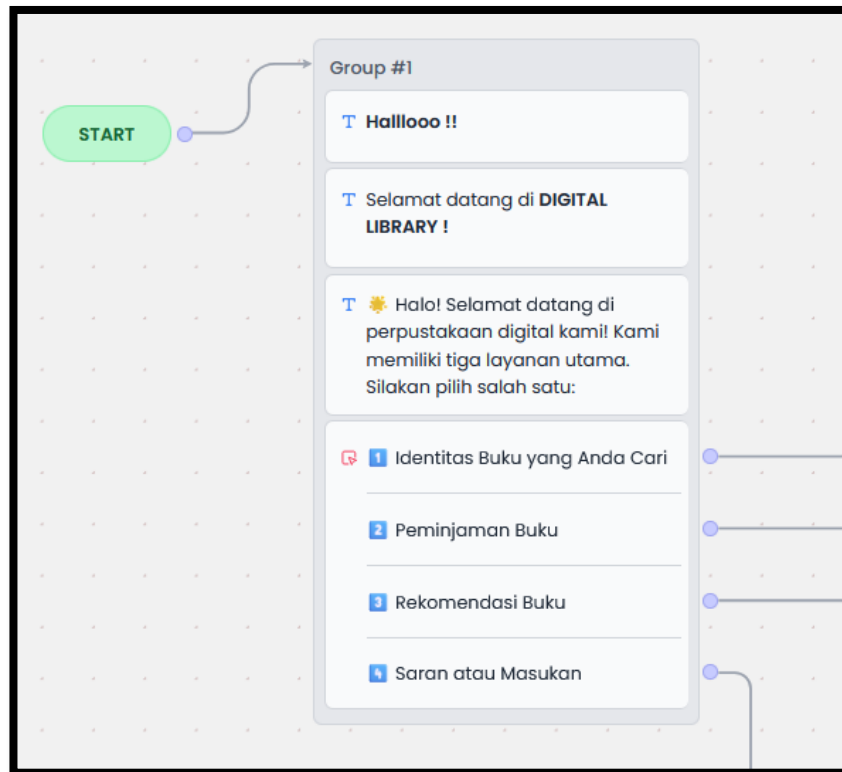 START
Group #1
Halllooo !!
Selamat datang di DIGITAL
LIBRARY !
🌟 Halo! Selamat datang di
perpustakaan digital kami! Kami
memiliki tiga layanan utama.
Silakan pilih salah satu:
1️⃣ Identitas Buku yang Anda Cari
2️⃣ Peminjaman Buku
3️⃣ Rekomendasi Buku
4️⃣ Saran atau Masukan